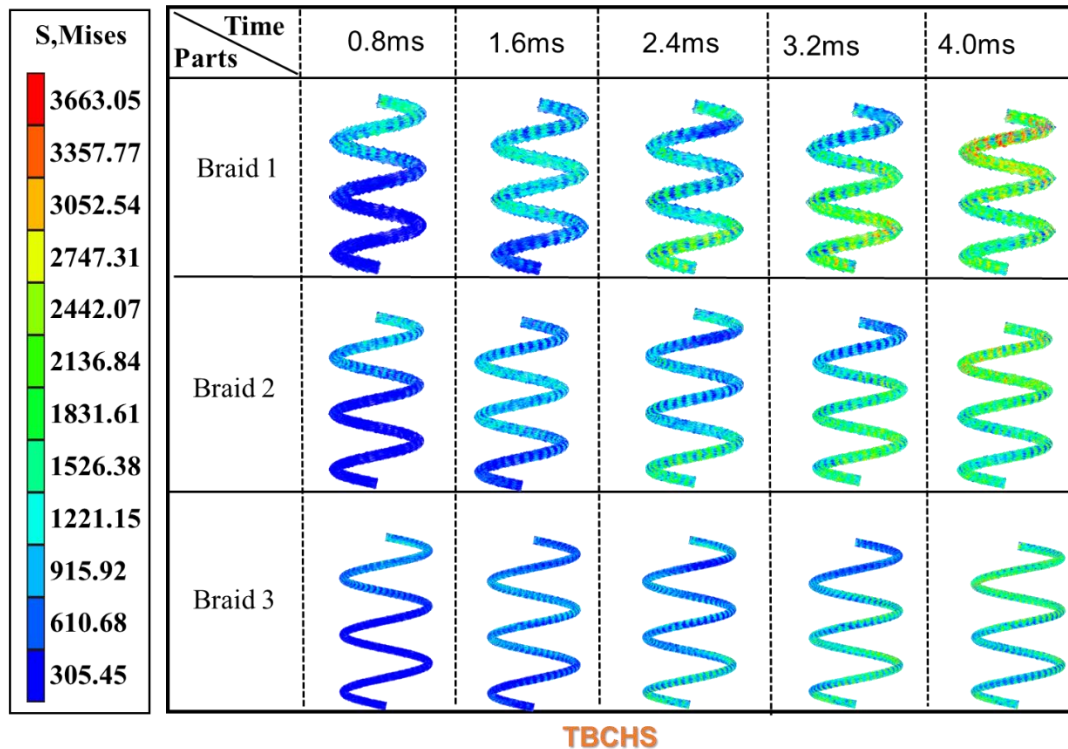 S,Mises
3663.05
3357.77
3052.54
2747.31
2442.07
2136.84
1831.61
1526.38
1221.15
915.92
610.68
305.45
Time
Parts
0.8ms
1.6ms
2.4ms
3.2ms
4.0ms
Braid 1
Braid 2
Braid 3
TBCHS